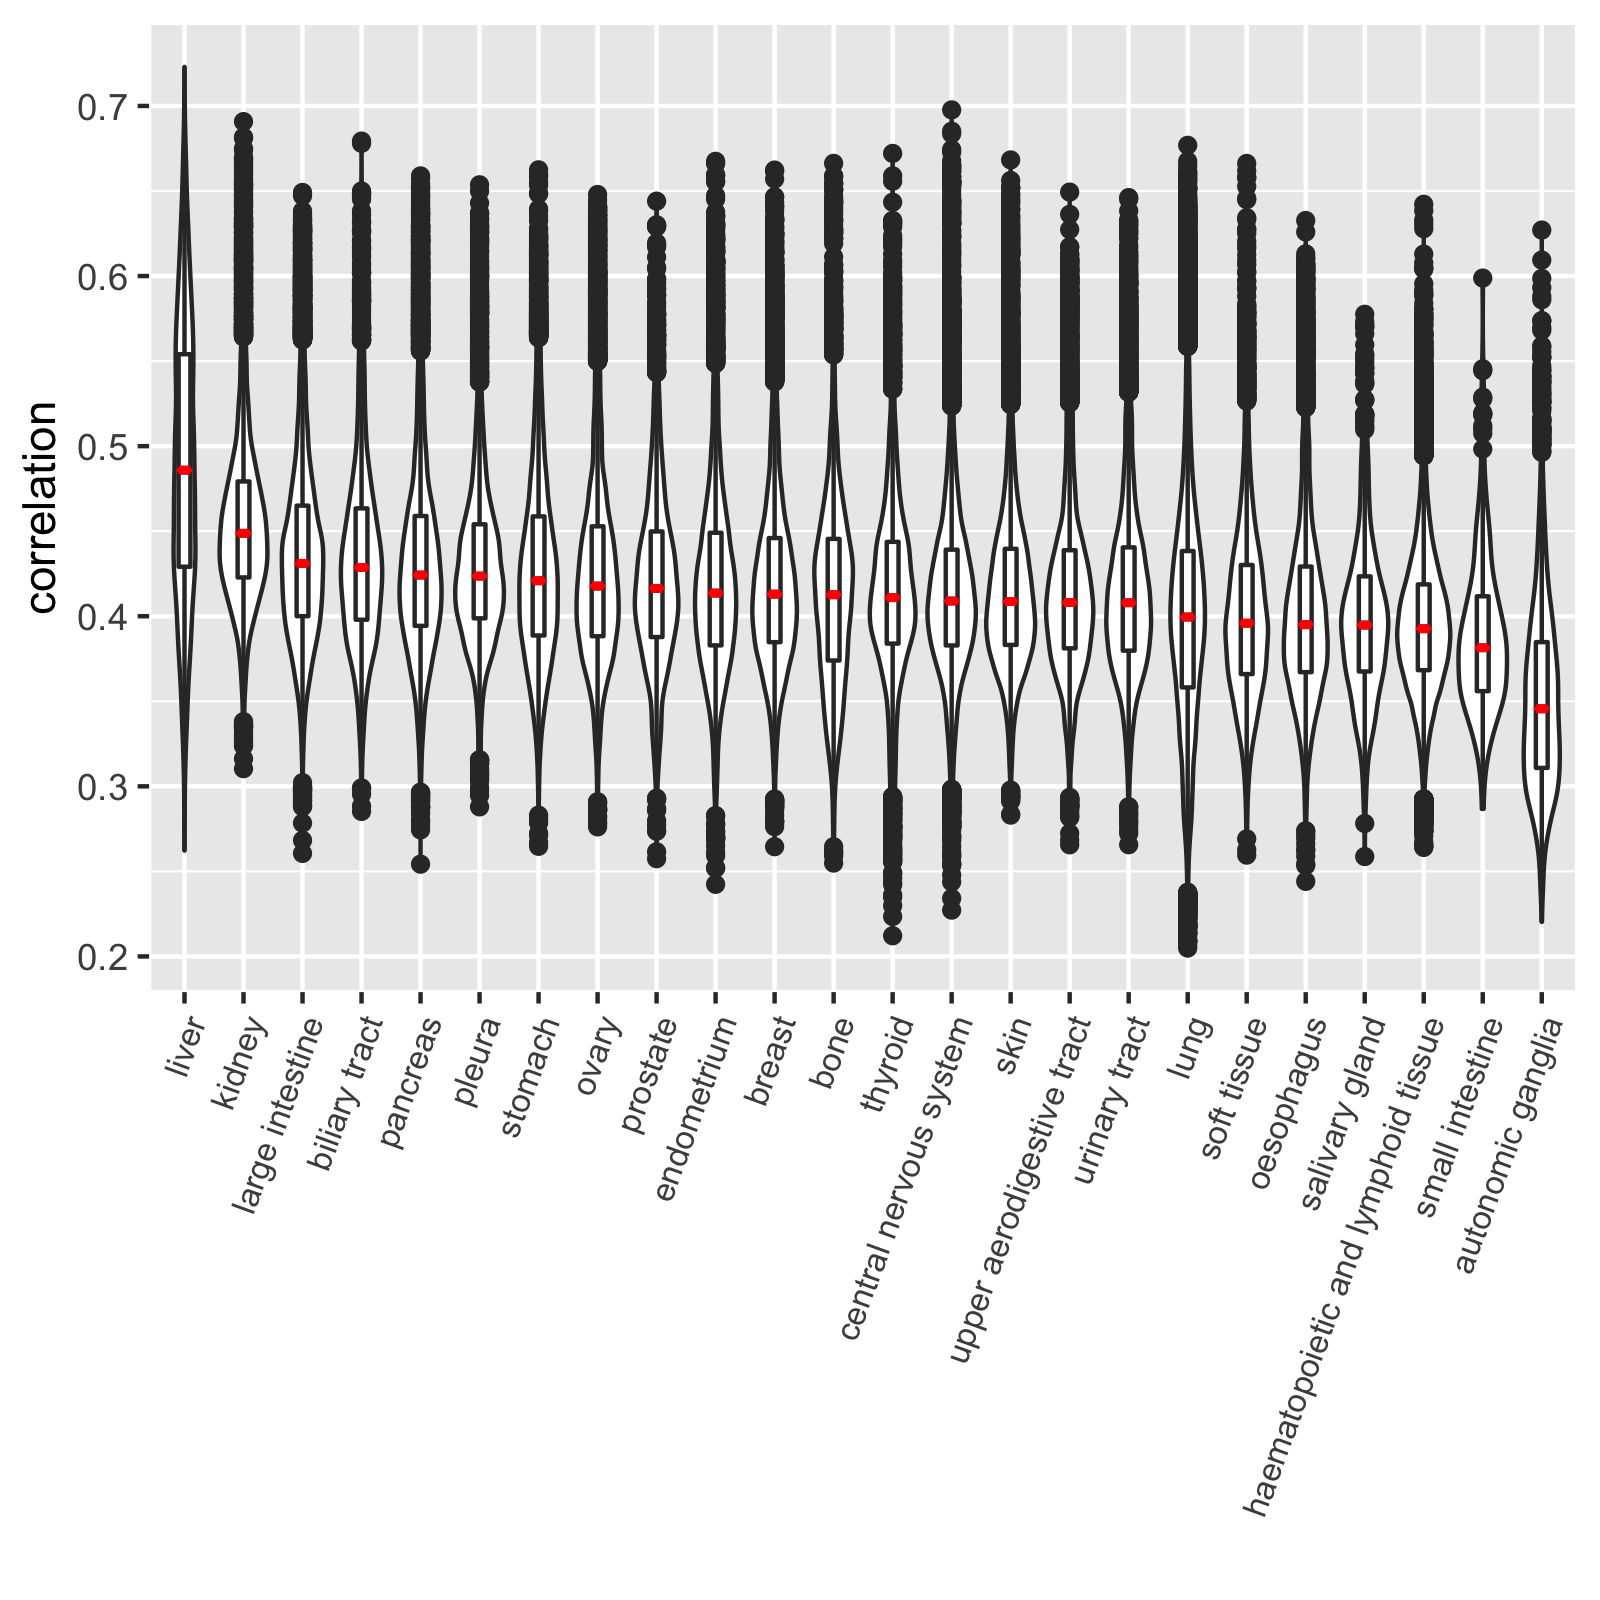 correlation
0.7
0.6
0.5
0.4
0.3
0.2
liver
kidney
large intestine
biliary tract
pancreas
pleura
stomach
ovary
prostate
endometrium
breast
bone
thyroid
central nervous system
skin
upper aerodigestive tract
urinary tract
lung
soft tissue
oesophagus
salivary gland
haematopoietic and lymphoid tissue
small intestine
autonomic ganglia